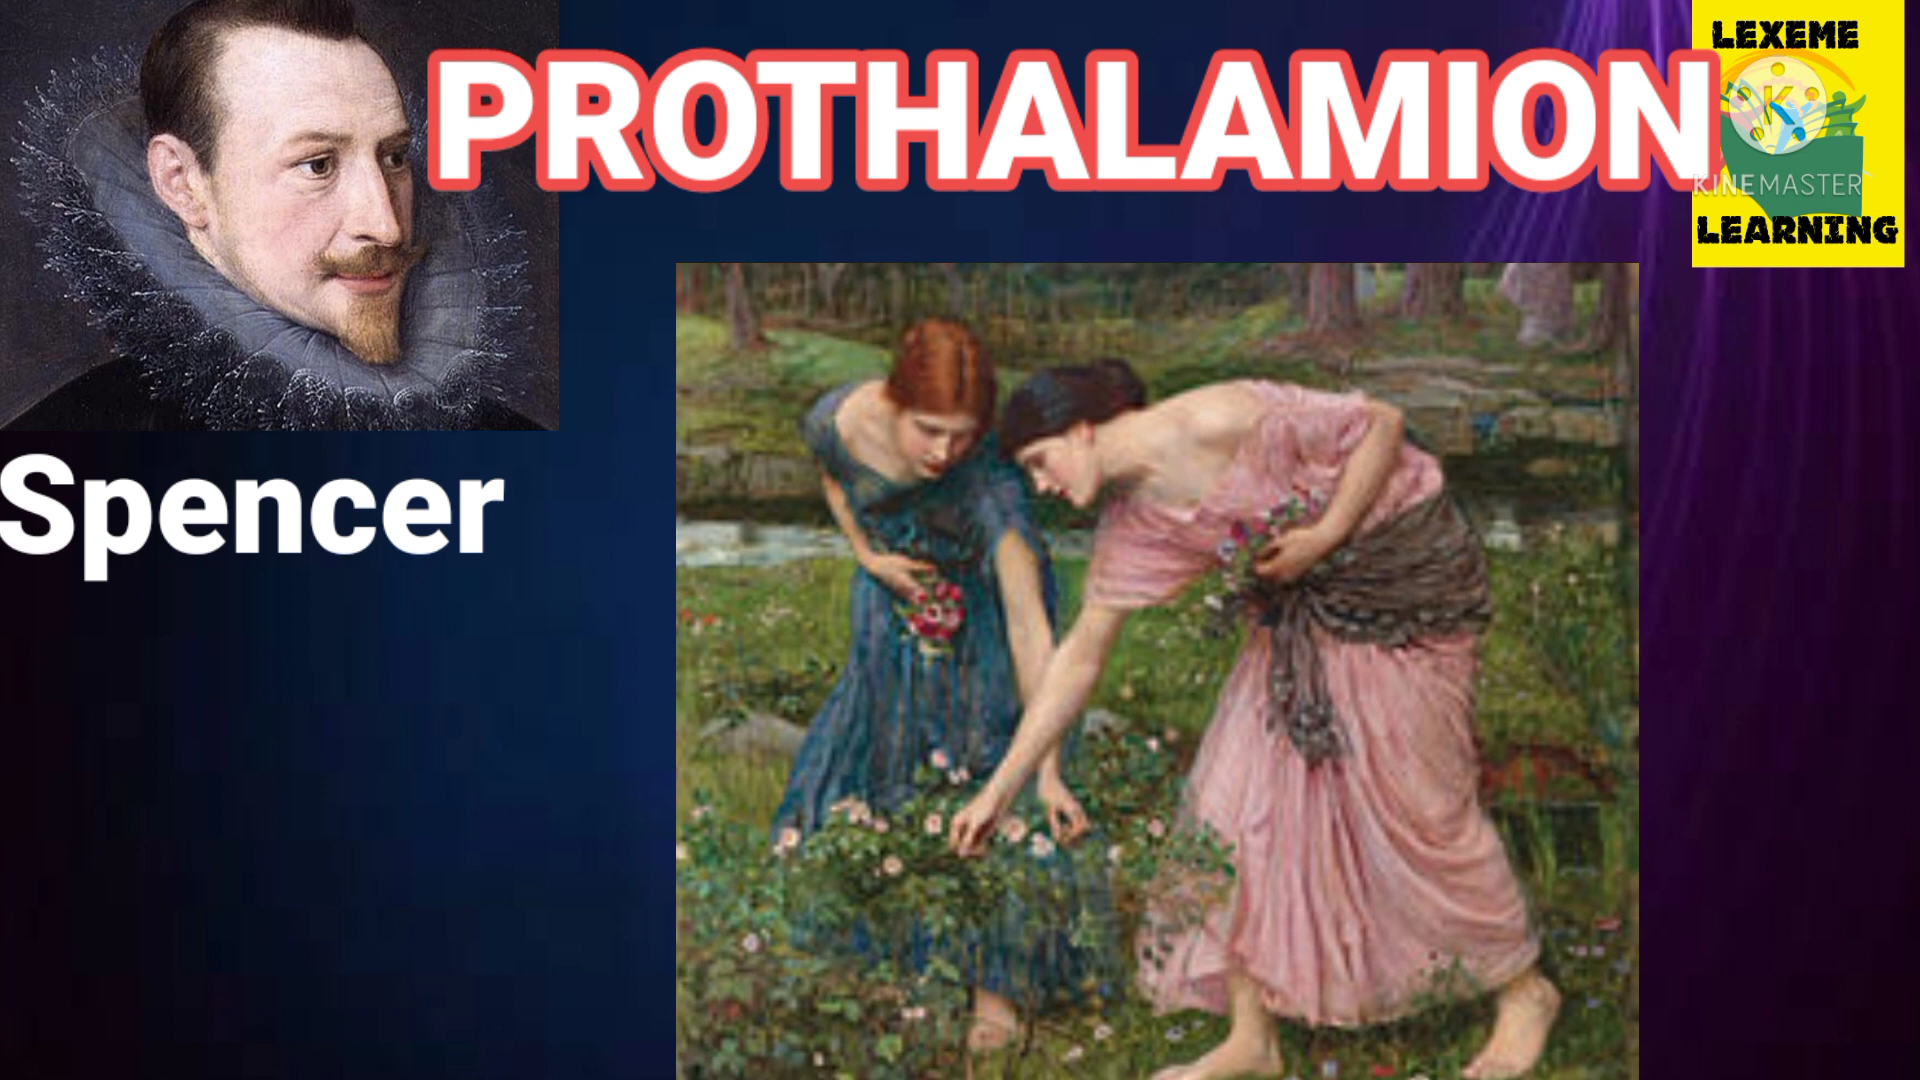 PROTHALAMION
LEXEME
K
KINEMASTER
LEARNING
Spencer